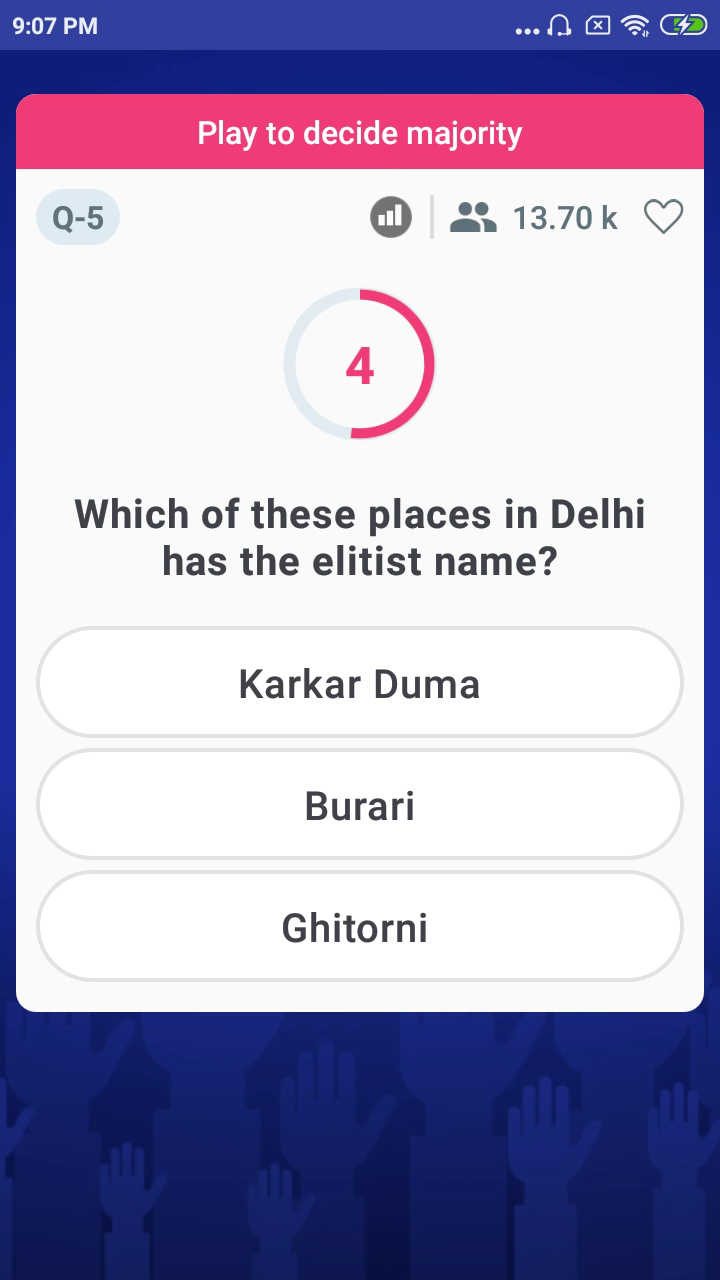 9:07 PM
Play to decide majority
Q-5
13.70 k
4
Which of these places in Delhi
has the elitist name?
Karkar Duma
Burari
Ghitorni